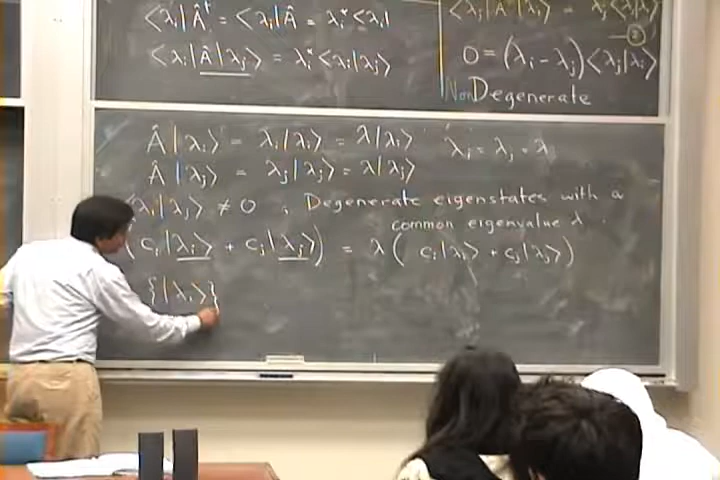 <λi|Â† = <λi|Â = λi*<λi|
<λi|Â|λj> = λi*<λi|λj>
<λi|Â|λj> = λj<λi|λj>
②
0 = (λi - λj)<λj|λi>
NonDegenerate
Â|λi> = λi|λi> = λ|λi> λi = λj = λ
Â|λj> = λj|λj> = λ|λj>
<λi|λj> ≠ 0 ; Degenerate eigenstates with a
common eigenvalue λ.
(ci|λi> + cj|λj>) = λ( ci|λi> + cj|λj>)
{|λi>}